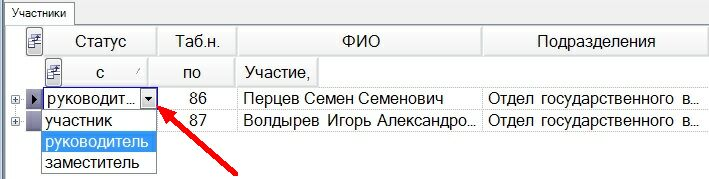 Участники
Статус Таб.н. ФИО Подразделения
с по Участие,
руководит... 86 Перцев Семен Семенович Отдел государственного в...
участник 87 Волдырев Игорь Александро... Отдел государственного в...
руководитель
заместитель